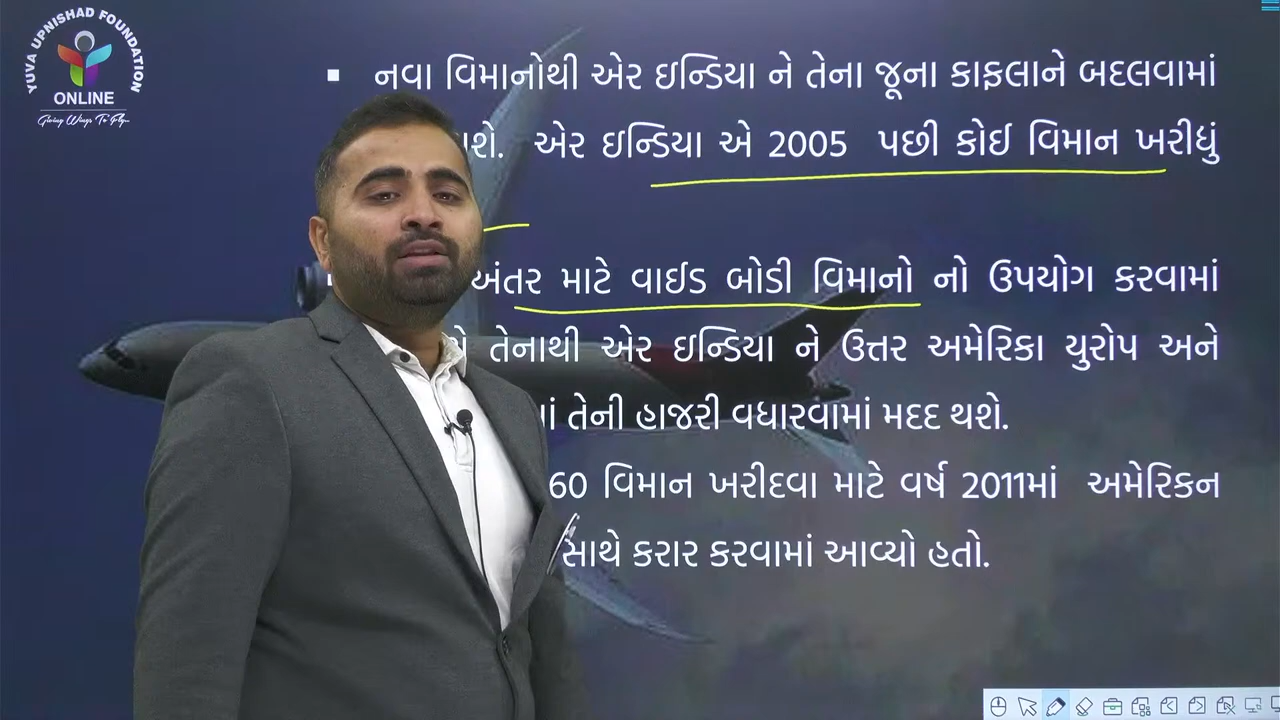 YUVA UPNISHAD FOUNDATION
ONLINE
Giving Wings To Fly...
નવા વિમાનોથી એર ઇન્ડિયા ને તેના જૂના કાફલાને બદલવામાં
એર ઇન્ડિયા એ 2005 પછી કોઇ વિમાન ખરીધું
અંતર માટે વાઈડ બોડી વિમાનો નો ઉપયોગ કરવામાં
તેનાથી એર ઇન્ડિયા ને ઉત્તર અમેરિકા યુરોપ અને
તેની હાજરી વધારવામાં મદદ થશે.
60 વિમાન ખરીદવા માટે વર્ષ 2011માં અમેરિકન
સાથે કરાર કરવામાં આવ્યો હતો.